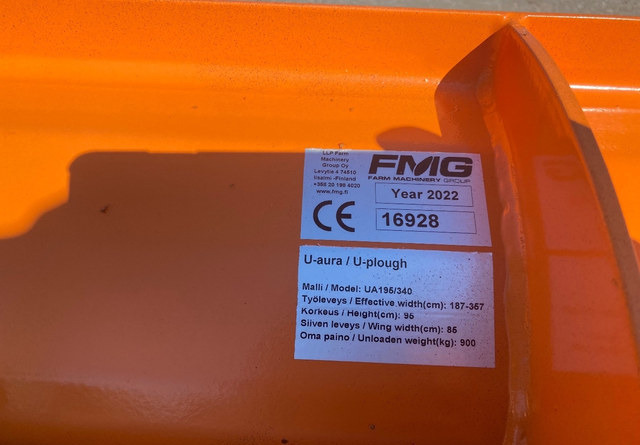 LLP Farm
Machinery
Group Oy
Levytie 4 74510
Iisalmi -Finland
+358 20 199 4020
www.fmg.fi
FMG
FARM MACHINERY GROUP
Year 2022
CE
16928
U-aura / U-plough
Malli / Model: UA195/340
Työleveys / Effective width(cm): 187-357
Korkeus / Height(cm): 95
Siiven leveys / Wing width(cm): 85
Oma paino / Unloaden weight(kg): 900